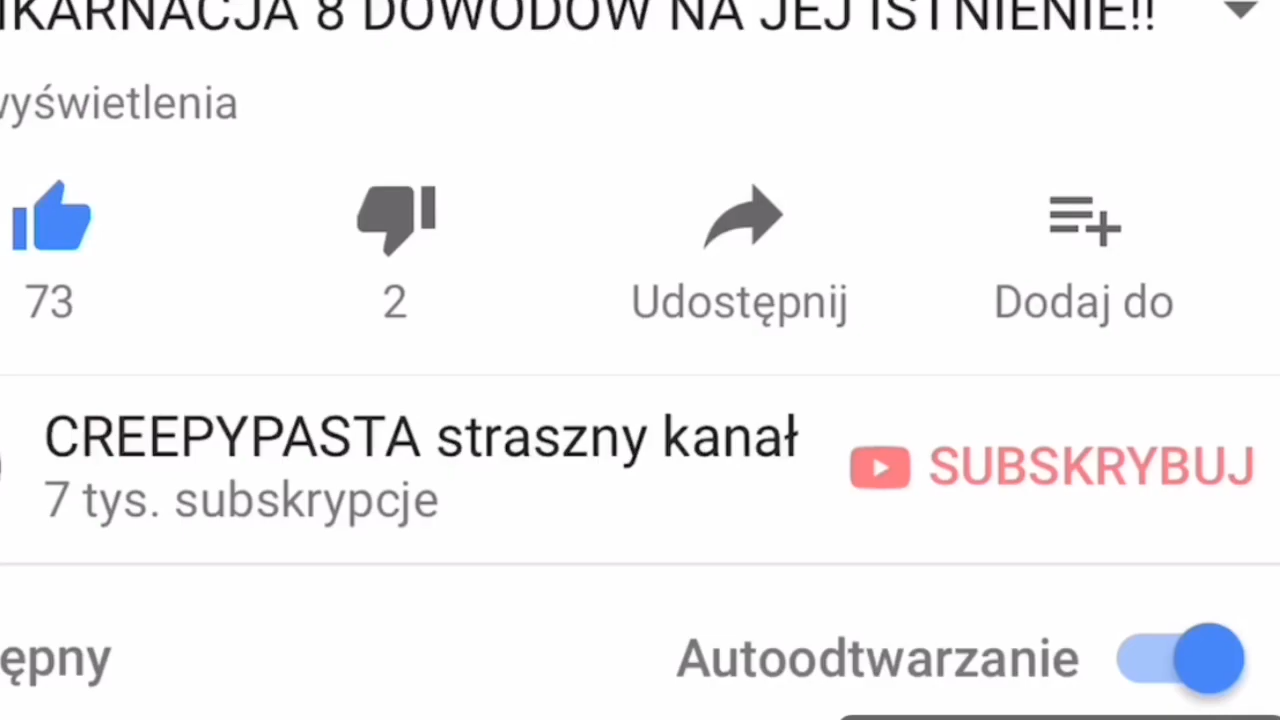 IKARNACJA 8 DOWODÓW NA JEJ ISTNIENIE!!
wyświetlenia
73
2
Udostępnij
Dodaj do
CREEPYPASTA straszny kanał
SUBSKRYBUJ
7 tys. subskrypcje
ępny
Autoodtwarzanie